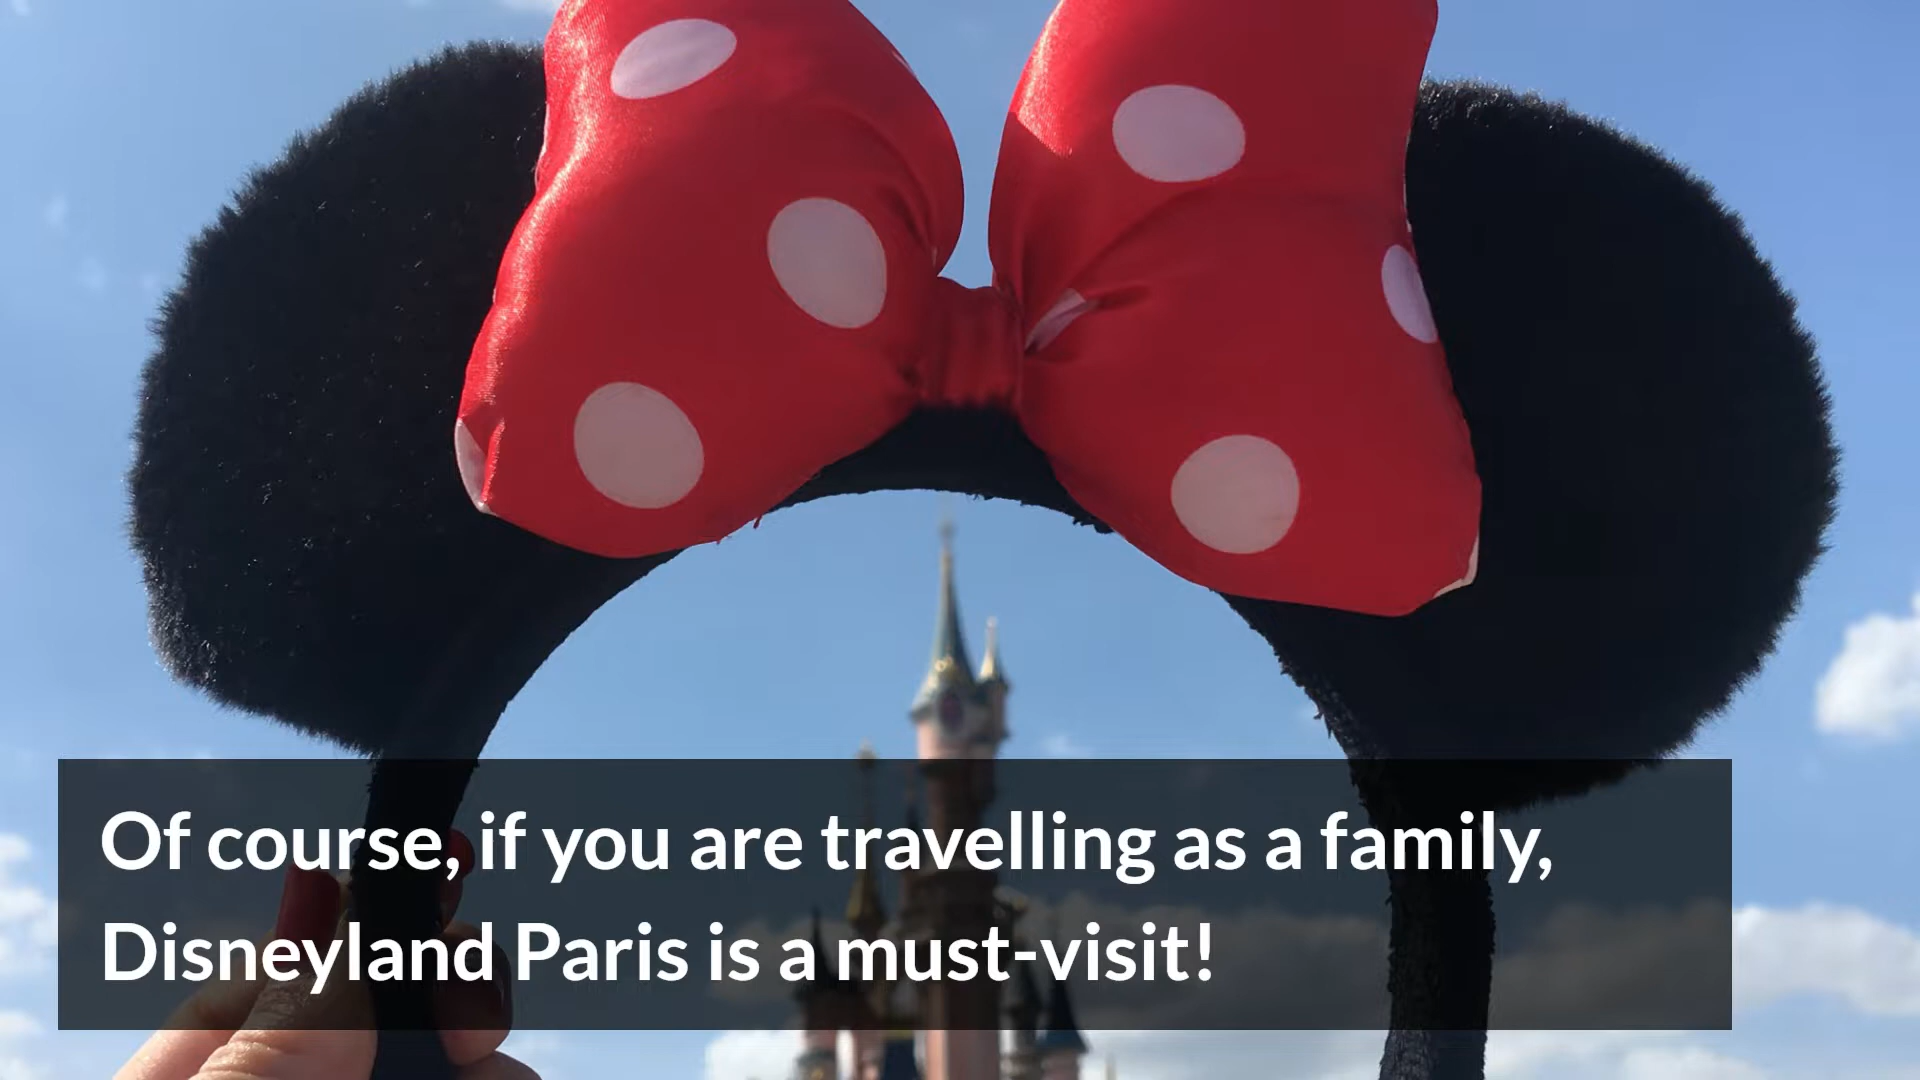 Of course, if you are travelling as a family,
Disneyland Paris is a must-visit!